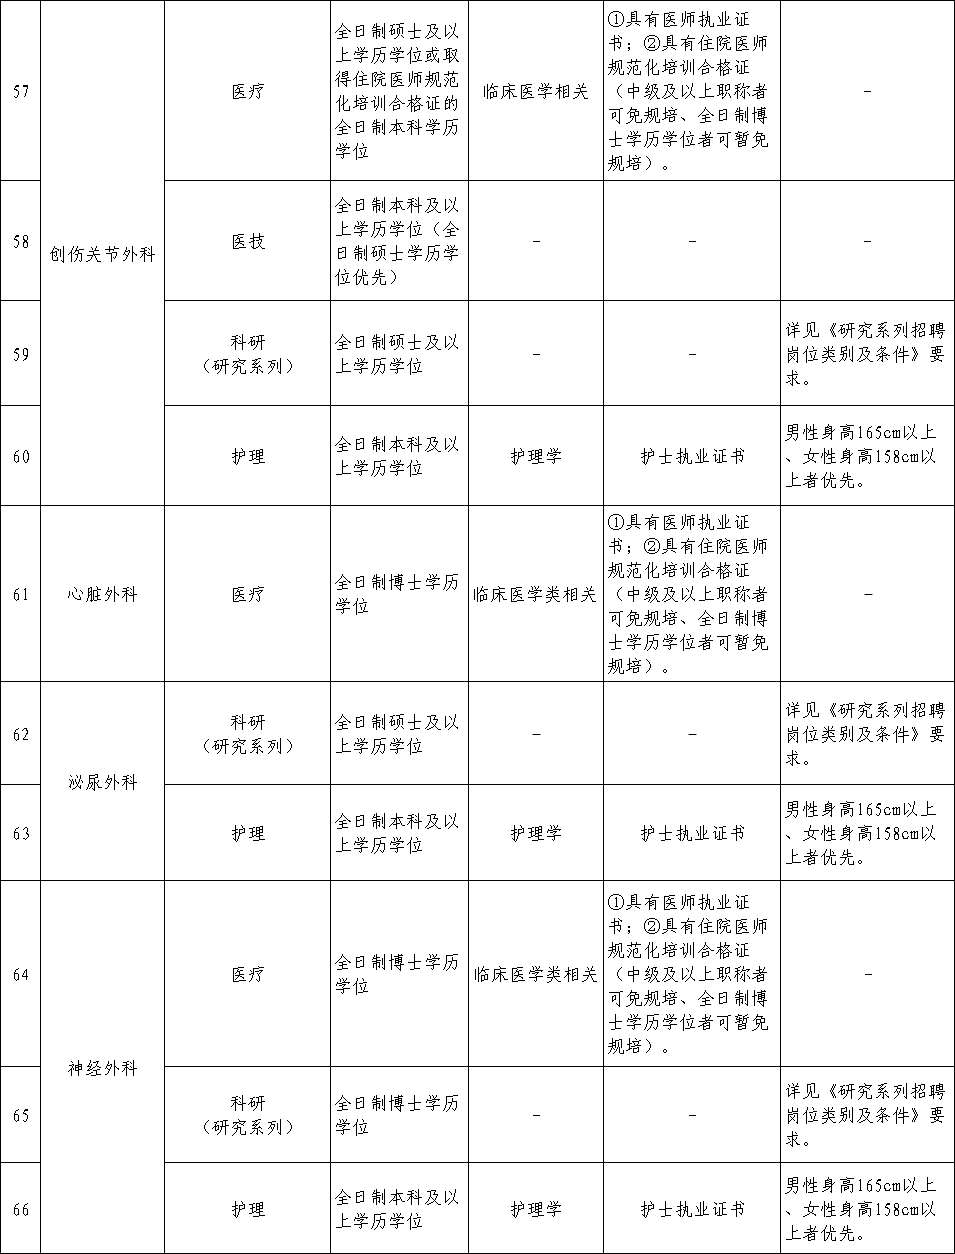 57
创伤关节外科
医疗
全日制硕士及以
上学历学位或取
得住院医师规范
化培训合格证的
全日制本科学历
学位
临床医学相关
①具有医师执业证
书；②具有住院医师
规范化培训合格证
（中级及以上职称者
可免规培、全日制博
士学历学位者可暂免
规培）。
-
58
医技
全日制本科及以
上学历学位（全
日制硕士学历学
位优先）
-
-
-
59
科研
（研究系列）
全日制硕士及以
上学历学位
-
-
详见《研究系列招聘
岗位类别及条件》要
求。
60
护理
全日制本科及以
上学历学位
护理学
护士执业证书
男性身高165cm以上
、女性身高158cm以
上者优先。
61
心脏外科
医疗
全日制博士学历
学位
临床医学类相关
①具有医师执业证
书；②具有住院医师
规范化培训合格证
（中级及以上职称者
可免规培、全日制博
士学历学位者可暂免
规培）。
-
62
泌尿外科
科研
（研究系列）
全日制硕士及以
上学历学位
-
-
详见《研究系列招聘
岗位类别及条件》要
求。
63
护理
全日制本科及以
上学历学位
护理学
护士执业证书
男性身高165cm以上
、女性身高158cm以
上者优先。
64
神经外科
医疗
全日制博士学历
学位
临床医学类相关
①具有医师执业证
书；②具有住院医师
规范化培训合格证
（中级及以上职称者
可免规培、全日制博
士学历学位者可暂免
规培）。
-
65
科研
（研究系列）
全日制博士学历
学位
-
-
详见《研究系列招聘
岗位类别及条件》要
求。
66
护理
全日制本科及以
上学历学位
护理学
护士执业证书
男性身高165cm以上
、女性身高158cm以
上者优先。